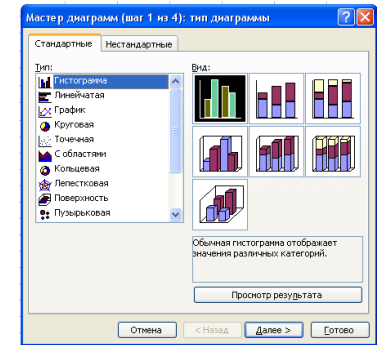 Мастер диаграмм (шаг 1 из 4): тип диаграммы
Стандартные Нестандартные
Тип:
Гистограмма
Линейчатая
График
Круговая
Точечная
С областями
Кольцевая
Лепестковая
Поверхность
Пузырьковая
Вид:
Обычная гистограмма отображает
значения различных категорий.
Просмотр результата
Отмена < Назад Далее > Готово